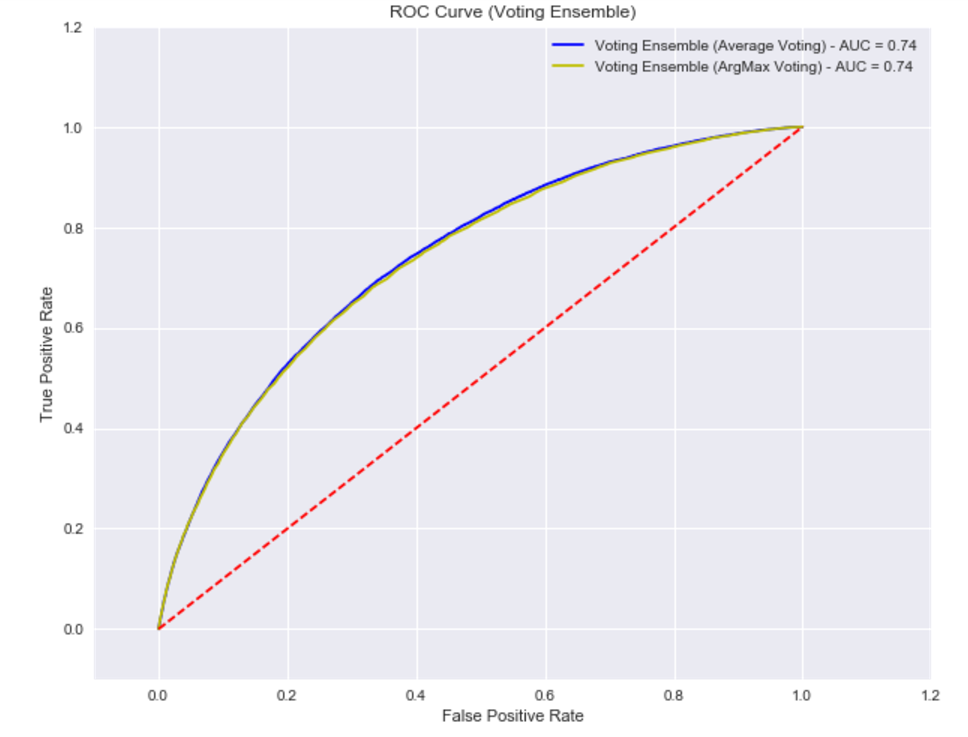 ROC Curve (Voting Ensemble)
1.2
Voting Ensemble (Average Voting) - AUC = 0.74
Voting Ensemble (ArgMax Voting) - AUC = 0.74
1.0
0.8
0.6
0.4
0.2
0.0
True Positive Rate
0.0 0.2 0.4 0.6 0.8 1.0 1.2
False Positive Rate